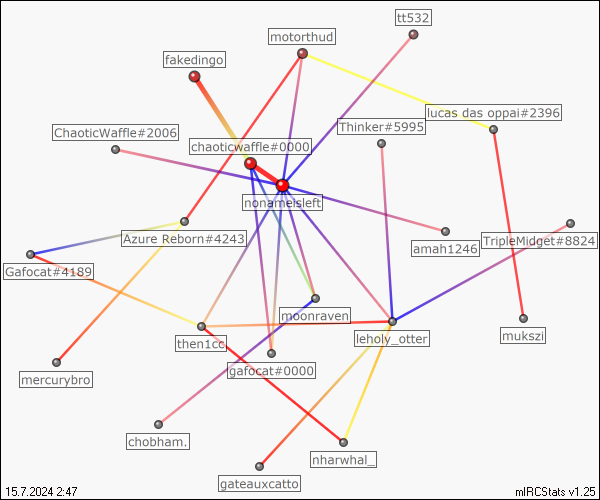 tt532
motorthud
fakedingo
lucas das oppai#2396
Thinker#5995
ChaoticWaffle#2006
chaoticwaffle#0000
nonameisleft
Azure Reborn#4243
TripleMidget#8824
amah1246
Gafocat#4189
moonraven
mukszi
leholy_otter
then1cc
gafocat#0000
mercurybro
chobham.
nharwhal_
gateauxcatto
15.7.2024 2:47
mIRCStats v1.25